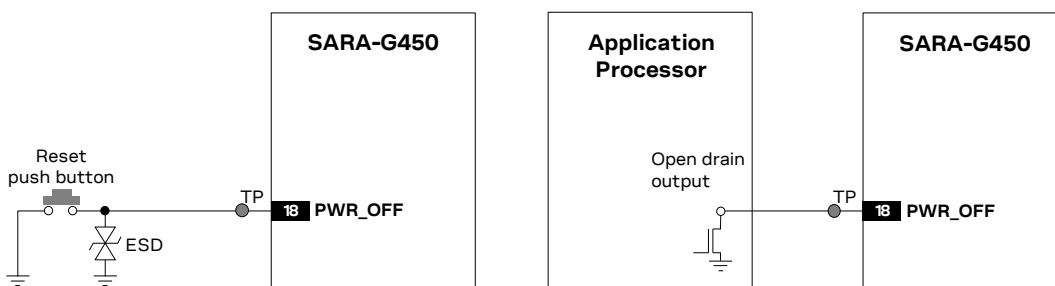 SARA-G450
Reset
push button
TP
18 PWR_OFF
ESD
Application
Processor
SARA-G450
Open drain
output
TP
18 PWR_OFF